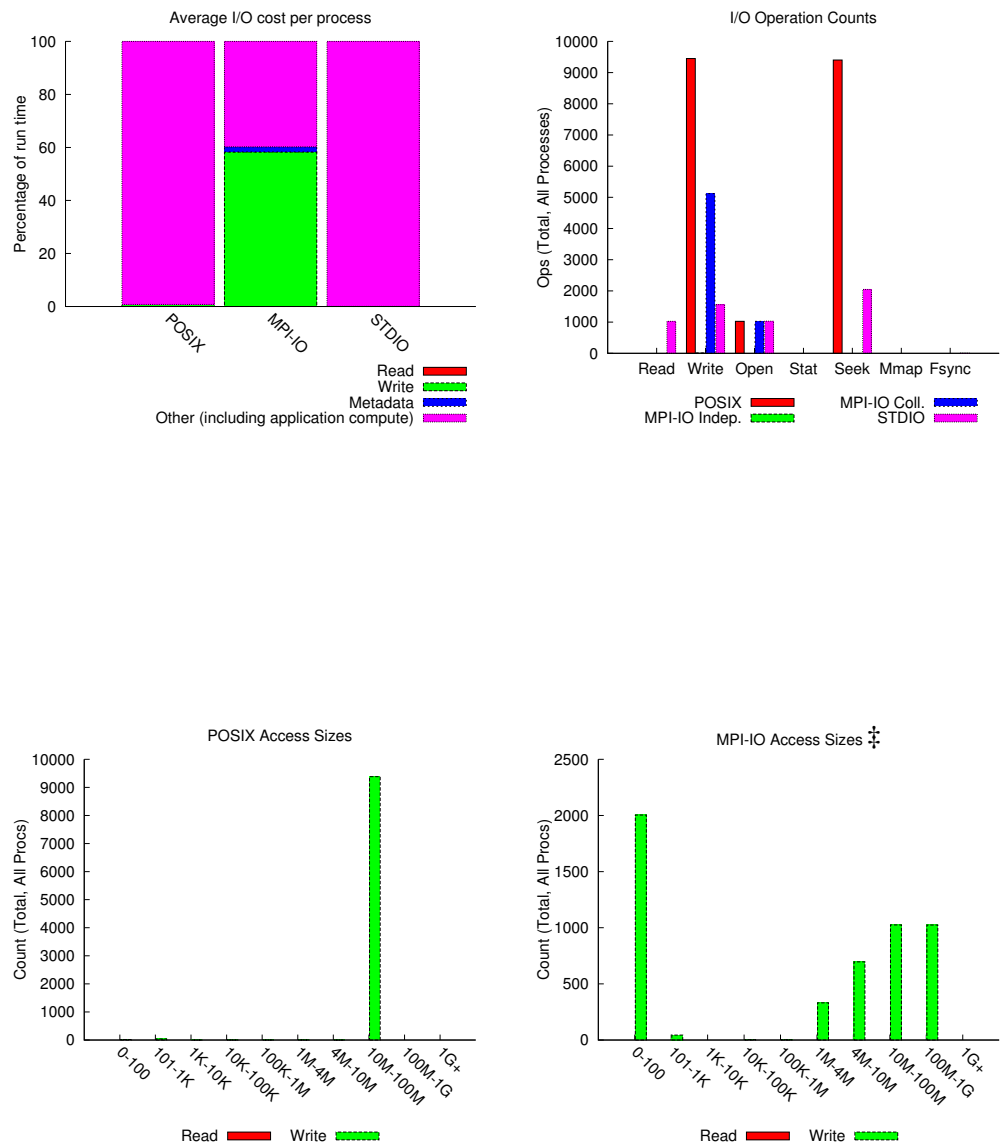 Average I/O cost per process
100
80
60
40
20
0
Percentage of run time
POSIX
MPI-IO
STDIO
Read
Write
Metadata
Other (including application compute)
I/O Operation Counts
10000
9000
8000
7000
6000
5000
4000
3000
2000
1000
0
Ops (Total, All Processes)
Read Write Open Stat Seek Mmap Fsync
POSIX MPI-IO Coll.
MPI-IO Indep. STDIO
POSIX Access Sizes
10000
9000
8000
7000
6000
5000
4000
3000
2000
1000
0
Count (Total, All Procs)
0-100
101-1K
1K-10K
10K-100K
100K-1M
1M-4M
4M-10M
10M-100M
100M-1G
1G+
Read Write
MPI-IO Access Sizes ‡
2500
2000
1500
1000
500
0
Count (Total, All Procs)
0-100
101-1K
1K-10K
10K-100K
100K-1M
1M-4M
4M-10M
10M-100M
100M-1G
1G+
Read Write